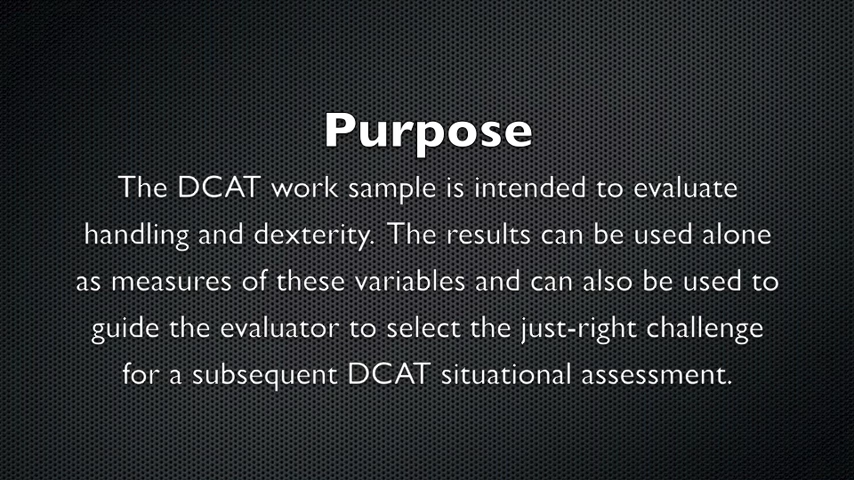 Purpose
The DCAT work sample is intended to evaluate
handling and dexterity. The results can be used alone
as measures of these variables and can also be used to
guide the evaluator to select the just-right challenge
for a subsequent DCAT situational assessment.